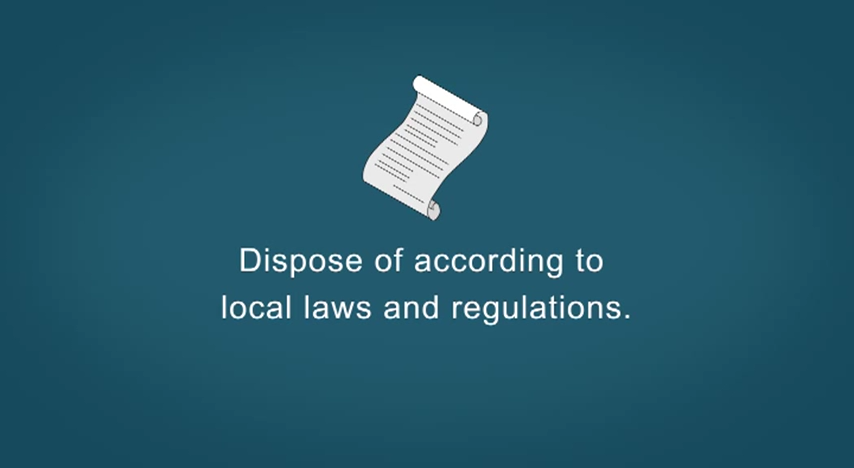 Dispose of according to
local laws and regulations.